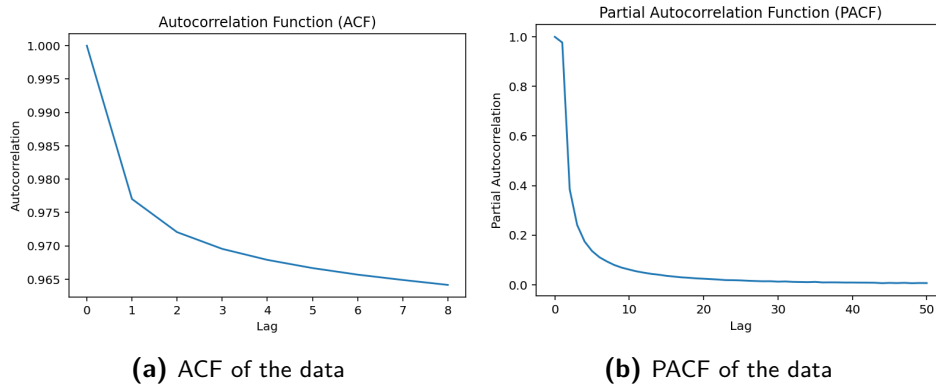 Autocorrelation Function (ACF)
1.000
0.995
0.990
0.985
0.980
0.975
0.970
0.965
Autocorrelation
0 1 2 3 4 5 6 7 8
Lag
(a) ACF of the data
Partial Autocorrelation Function (PACF)
1.0
0.8
0.6
0.4
0.2
0.0
Partial Autocorrelation
0 10 20 30 40 50
Lag
(b) PACF of the data